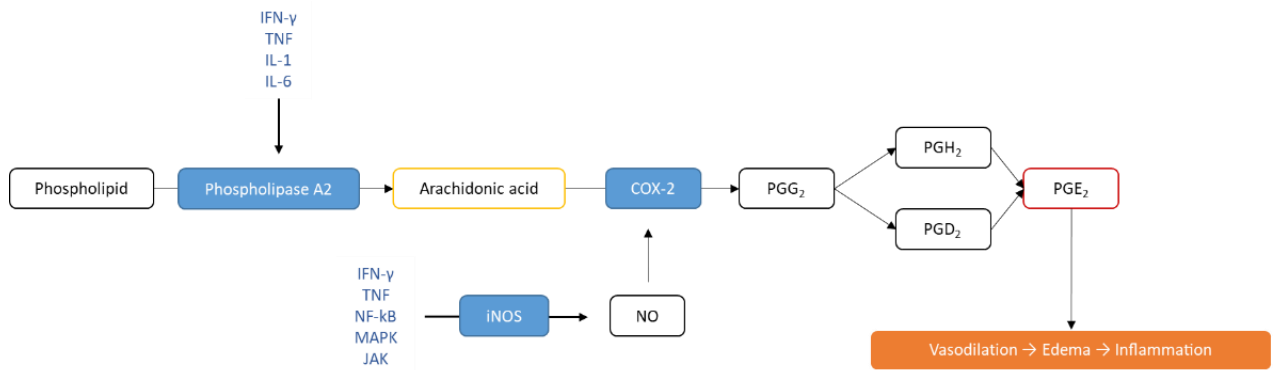 IFN-γ
TNF
IL-1
IL-6
Phospholipid
Phospholipase A2
Arachidonic acid
COX-2
PGG₂
PGH₂
PGD₂
PGE₂
IFN-γ
TNF
NF-kB
MAPK
JAK
iNOS
NO
Vasodilation → Edema → Inflammation